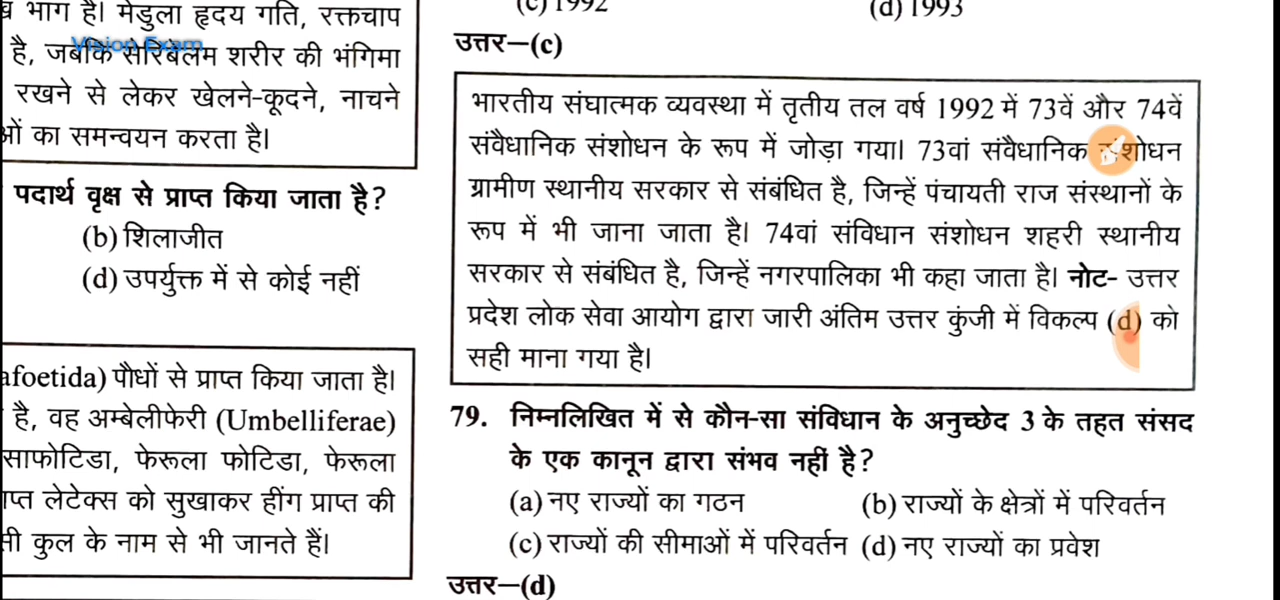 भाग है। मेडुला हृदय गति, रक्तचाप
Vision Exam
है, जबकि सेरिबेलम शरीर की भंगिमा
रखने से लेकर खेलने-कूदने, नाचने
ओं का समन्वयन करता है।
पदार्थ वृक्ष से प्राप्त किया जाता है?
(b) शिलाजीत
(d) उपर्युक्त में से कोई नहीं
afoetida) पौधों से प्राप्त किया जाता है।
है, वह अम्बेलीफेरी (Umbelliferae)
साफोटिडा, फेरूला फोटिडा, फेरूला
प्त लेटेक्स को सुखाकर हींग प्राप्त की
सी कुल के नाम से भी जानते हैं।
(c) 1992 (d) 1993
उत्तर—(c)
भारतीय संघात्मक व्यवस्था में तृतीय तल वर्ष 1992 में 73वें और 74वें
संवैधानिक संशोधन के रूप में जोड़ा गया। 73वां संवैधानिक संशोधन
ग्रामीण स्थानीय सरकार से संबंधित है, जिन्हें पंचायती राज संस्थानों के
रूप में भी जाना जाता है। 74वां संविधान संशोधन शहरी स्थानीय
सरकार से संबंधित है, जिन्हें नगरपालिका भी कहा जाता है। नोट- उत्तर
प्रदेश लोक सेवा आयोग द्वारा जारी अंतिम उत्तर कुंजी में विकल्प (d) को
सही माना गया है।
79. निम्नलिखित में से कौन-सा संविधान के अनुच्छेद 3 के तहत संसद
के एक कानून द्वारा संभव नहीं है?
(a) नए राज्यों का गठन (b) राज्यों के क्षेत्रों में परिवर्तन
(c) राज्यों की सीमाओं में परिवर्तन (d) नए राज्यों का प्रवेश
उत्तर—(d)